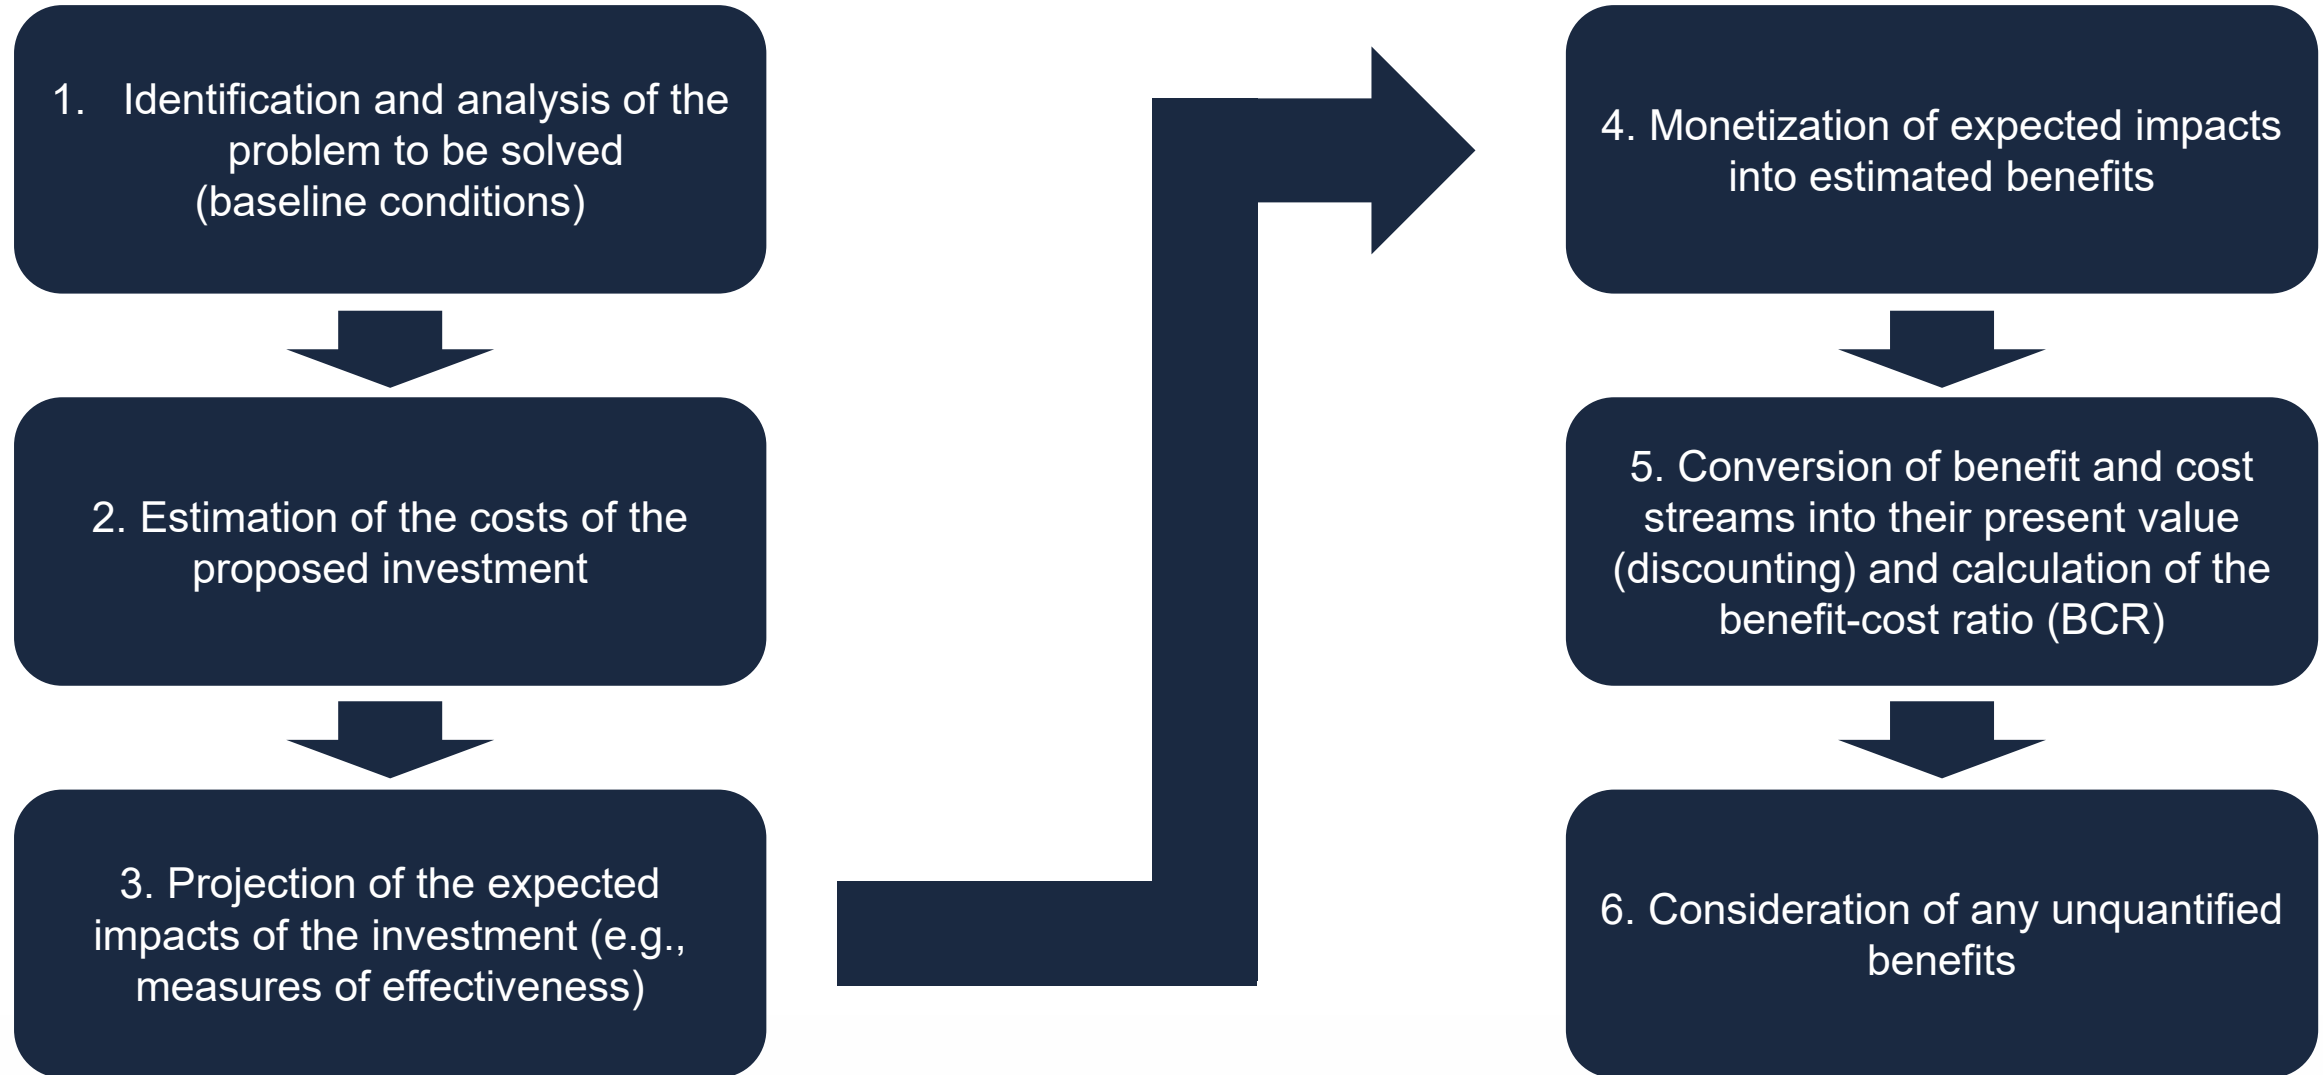 1. Identification and analysis of the
problem to be solved
(baseline conditions)
2. Estimation of the costs of the
proposed investment
3. Projection of the expected
impacts of the investment (e.g.,
measures of effectiveness)
4. Monetization of expected impacts
into estimated benefits
5. Conversion of benefit and cost
streams into their present value
(discounting) and calculation of the
benefit-cost ratio (BCR)
6. Consideration of any unquantified
benefits